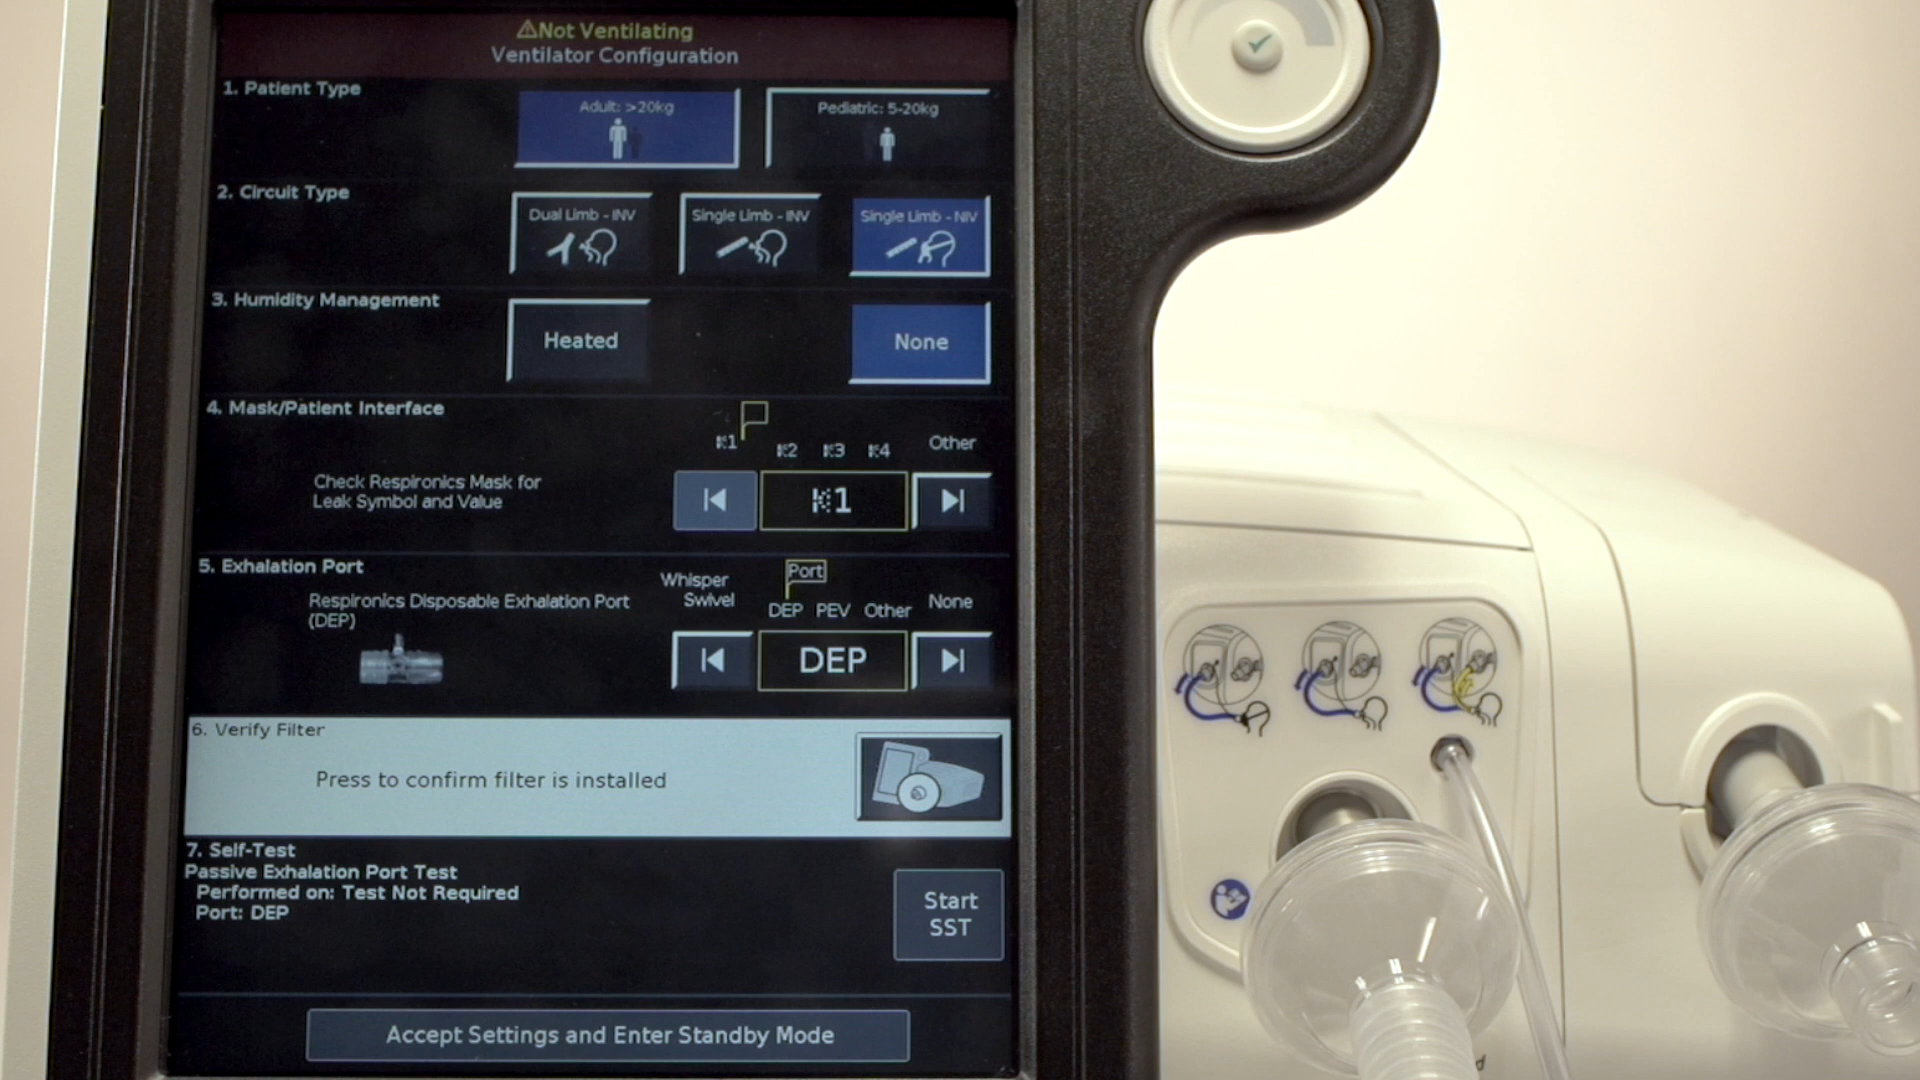 ⚠Not Ventilating
Ventilator Configuration
1. Patient Type
Adult: >20kg
Pediatric: 5-20kg
2. Circuit Type
Dual Limb - INV
Single Limb - INV
Single Limb - NIV
3. Humidity Management
Heated
None
4. Mask/Patient Interface
1
2
3
4
Other
Check Respironics Mask for
Leak Symbol and Value
1
5. Exhalation Port
Respironics Disposable Exhalation Port
(DEP)
Whisper
Swivel
Port
DEP PEV Other
None
DEP
6. Verify Filter
Press to confirm filter is installed
7. Self-Test
Passive Exhalation Port Test
Performed on: Test Not Required
Port: DEP
Start
SST
Accept Settings and Enter Standby Mode